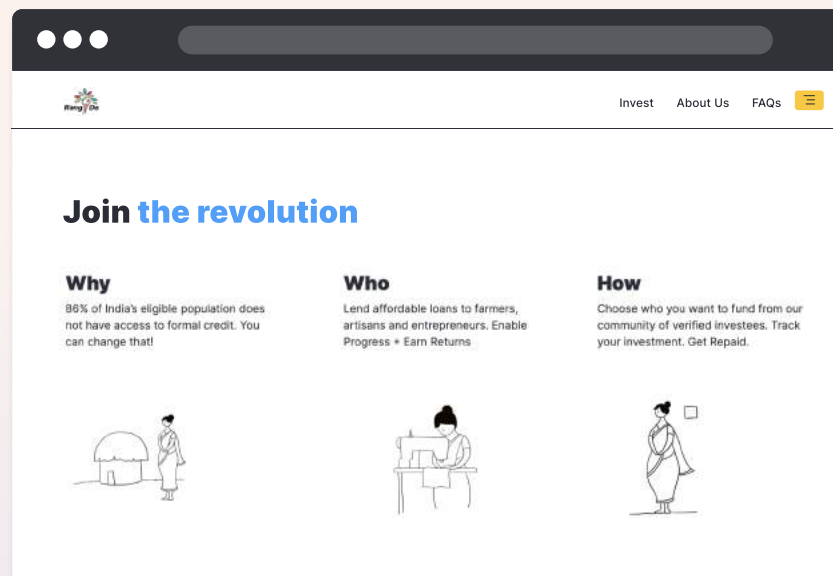 Rang De
Invest
About Us
FAQs
Join the revolution
Why
86% of India's eligible population does
not have access to formal credit. You
can change that!
Who
Lend affordable loans to farmers,
artisans and entrepreneurs. Enable
Progress + Earn Returns
How
Choose who you want to fund from our
community of verified investees. Track
your investment. Get Repaid.